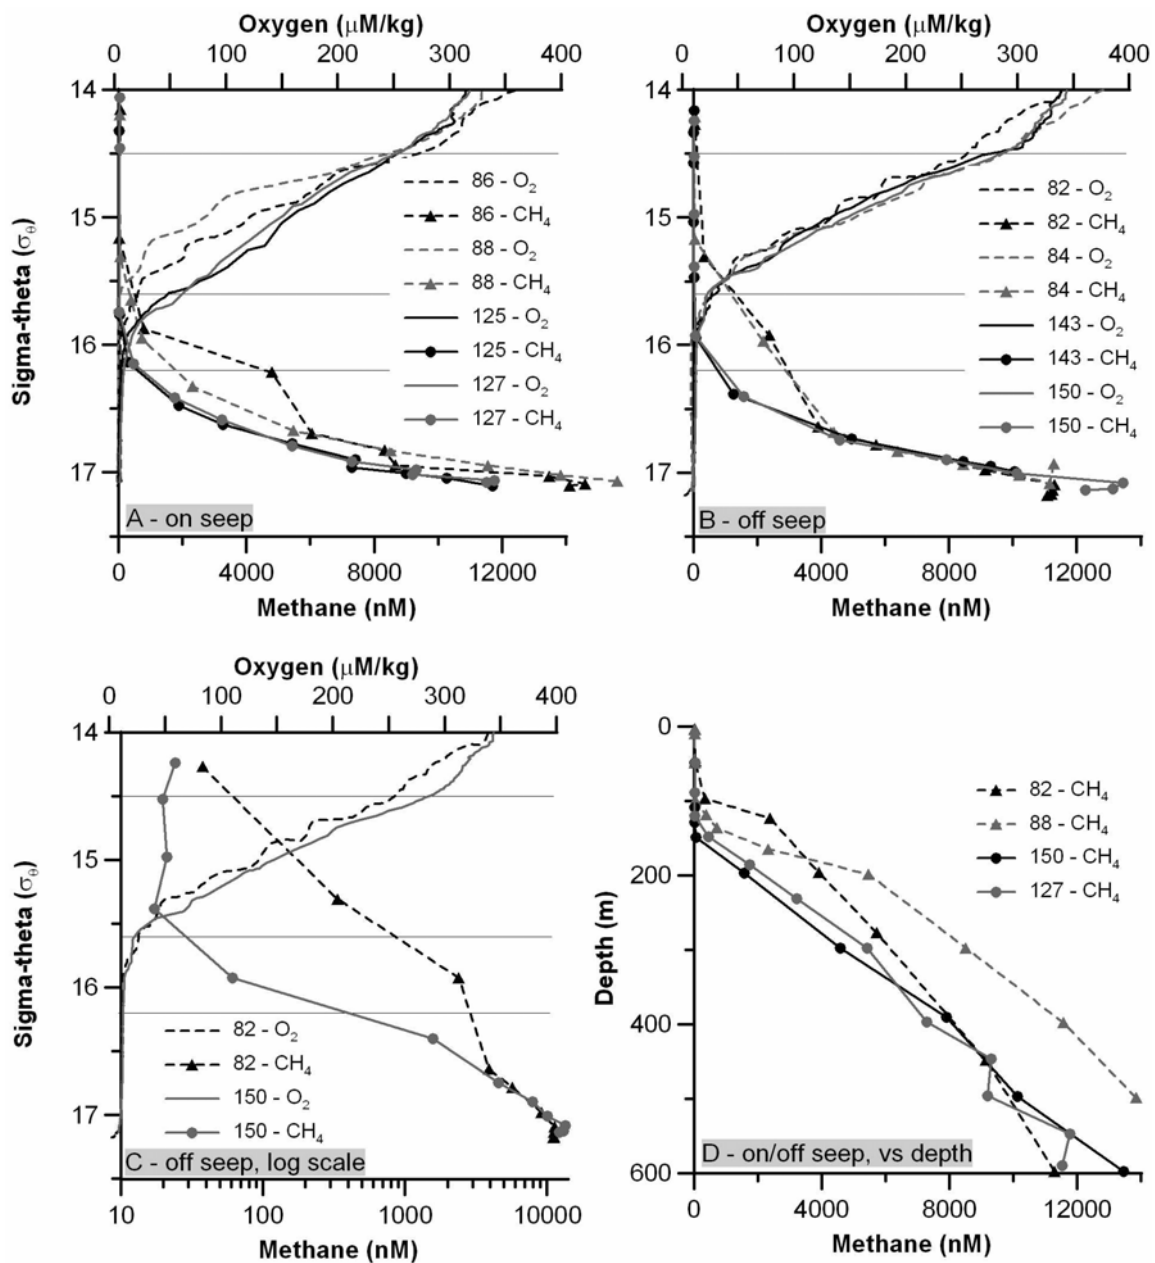 Oxygen (μM/kg)
0 100 200 300 400
14
15
16
17
Sigma-theta (σθ)
86 - O₂
86 - CH₄
88 - O₂
88 - CH₄
125 - O₂
125 - CH₄
127 - O₂
127 - CH₄
A - on seep
0 4000 8000 12000
Methane (nM)
Oxygen (μM/kg)
0 100 200 300 400
14
15
16
17
82 - O₂
82 - CH₄
84 - O₂
84 - CH₄
143 - O₂
143 - CH₄
150 - O₂
150 - CH₄
B - off seep
0 4000 8000 12000
Methane (nM)
Oxygen (μM/kg)
0 100 200 300 400
14
15
16
17
Sigma-theta (σθ)
82 - O₂
82 - CH₄
150 - O₂
150 - CH₄
C - off seep, log scale
10 100 1000 10000
Methane (nM)
0
200
400
600
Depth (m)
82 - CH₄
88 - CH₄
150 - CH₄
127 - CH₄
D - on/off seep, vs depth
0 4000 8000 12000
Methane (nM)